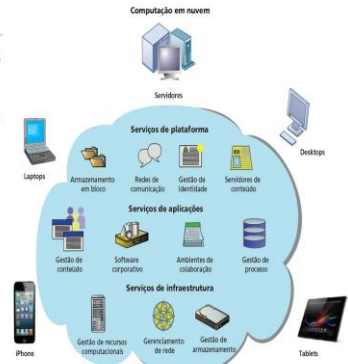 Computação em nuvem
Servidores
Laptops
Desktops
Serviços de plataforma
Armazenamento
em bloco
Redes de
comunicação
Gestão de
identidade
Servidores de
conteúdo
Serviços de aplicações
Gestão de
conteúdo
Software
corporativo
Ambientes de
colaboração
Gestão de
processo
Serviços de infraestrutura
Gestão de recursos
computacionais
Gerenciamento
de rede
Gestão de
armazenamento
iPhone
Tablets